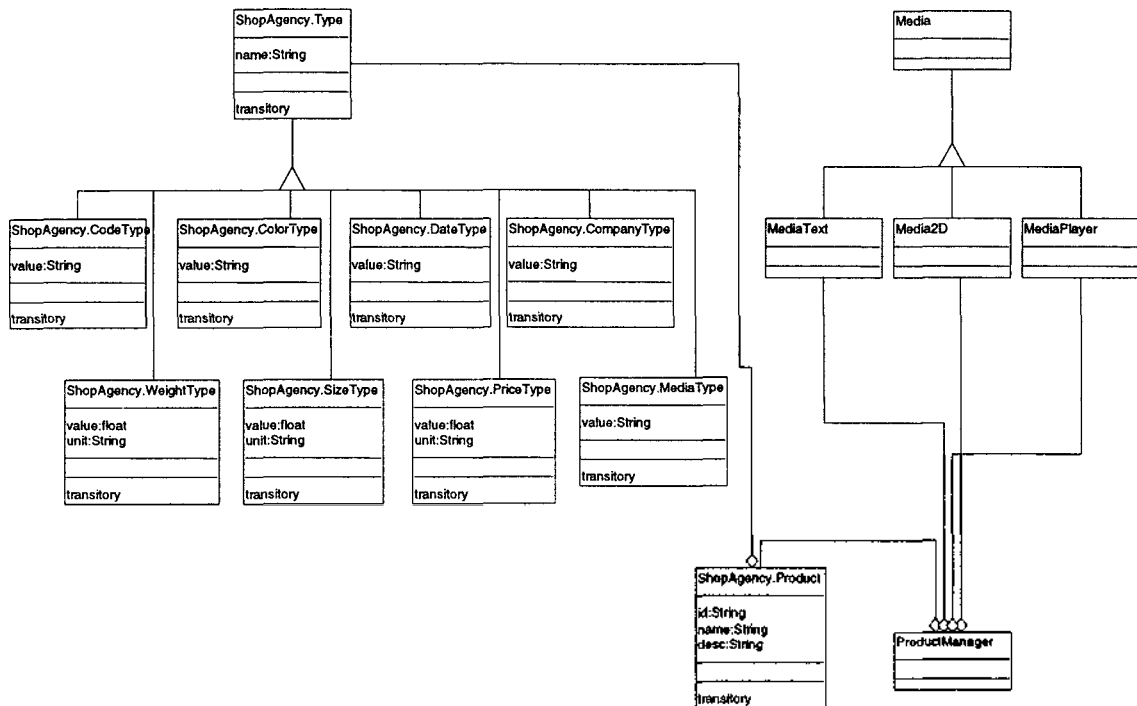 ShopAgency.Type
name:String
transitory
Media
ShopAgency.CodeType
value:String
transitory
ShopAgency.ColorType
value:String
transitory
ShopAgency.DateType
value:String
transitory
ShopAgency.CompanyType
value:String
transitory
MediaText
Media2D
MediaPlayer
ShopAgency.WeightType
value:float
unit:String
transitory
ShopAgency.SizeType
value:float
unit:String
transitory
ShopAgency.PriceType
value:float
unit:String
transitory
ShopAgency.MediaType
value:String
transitory
ShopAgency.Product
id:String
name:String
desc:String
transitory
ProductManager